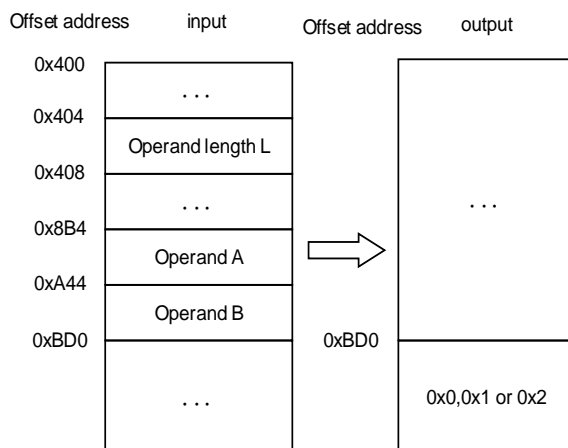 Offset address
input
Offset address
output
0x400
. . .
0x404
Operand length L
0x408
. . .
0x8B4
Operand A
0xA44
Operand B
0xBD0
. . .
. . .
0xBD0
0x0,0x1 or 0x2